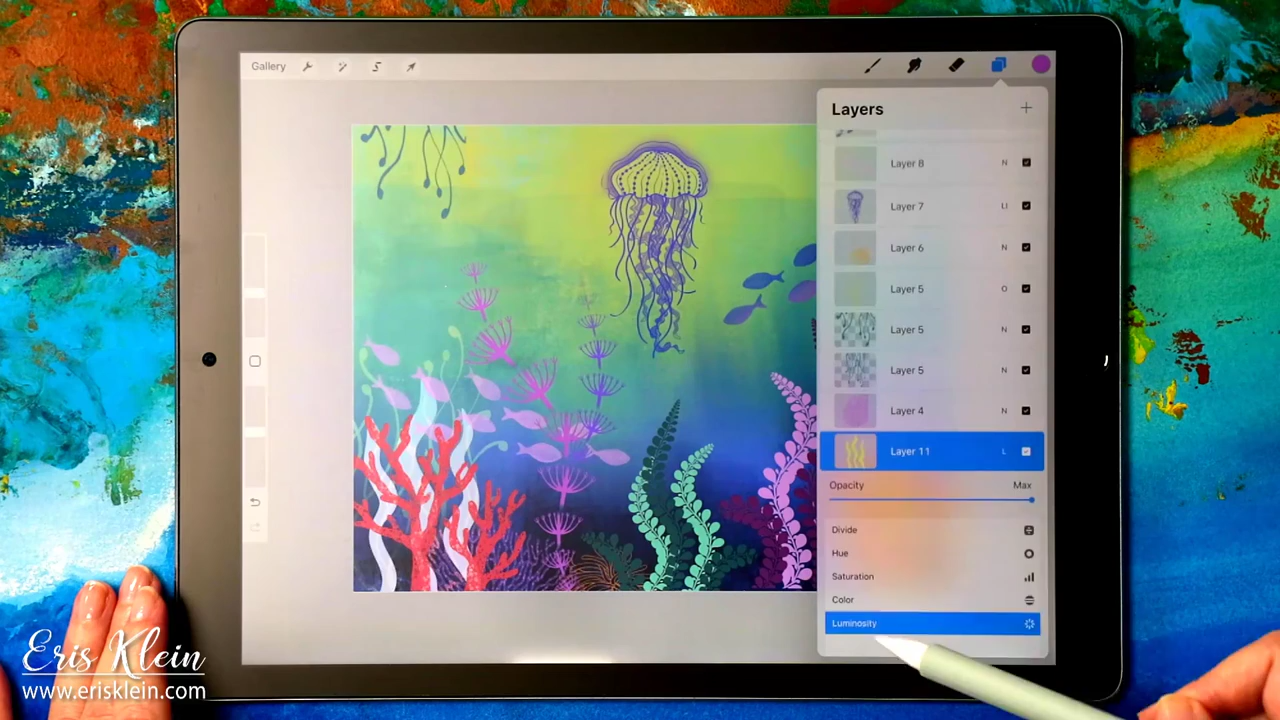 Gallery
Layers
Layer 8 N
Layer 7 LI
Layer 6 N
Layer 5 O
Layer 5 N
Layer 5 N
Layer 4 N
Layer 11 L
Opacity Max
Divide
Hue
Saturation
Color
Luminosity
Eris Klein
www.erisklein.com